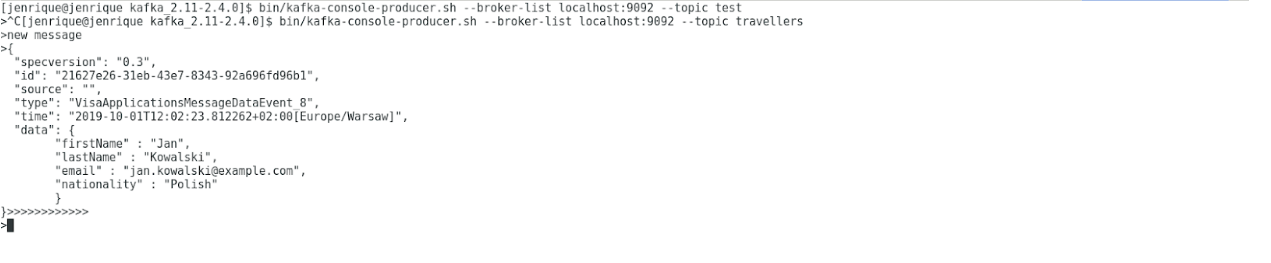 [jenrique@jenrique kafka_2.11-2.4.0]$ bin/kafka-console-producer.sh --broker-list localhost:9092 --topic test
>^C[jenrique@jenrique kafka_2.11-2.4.0]$ bin/kafka-console-producer.sh --broker-list localhost:9092 --topic travellers
>new message
>{
  "specversion": "0.3",
  "id": "21627e26-31eb-43e7-8343-92a696fd96b1",
  "source": "",
  "type": "VisaApplicationsMessageDataEvent_8",
  "time": "2019-10-01T12:02:23.812262+02:00[Europe/Warsaw]",
  "data": {
        "firstName" : "Jan",
        "lastName" : "Kowalski",
        "email" : "jan.kowalski@example.com",
        "nationality" : "Polish"
        }
}>>>>>>>>>>>>
>